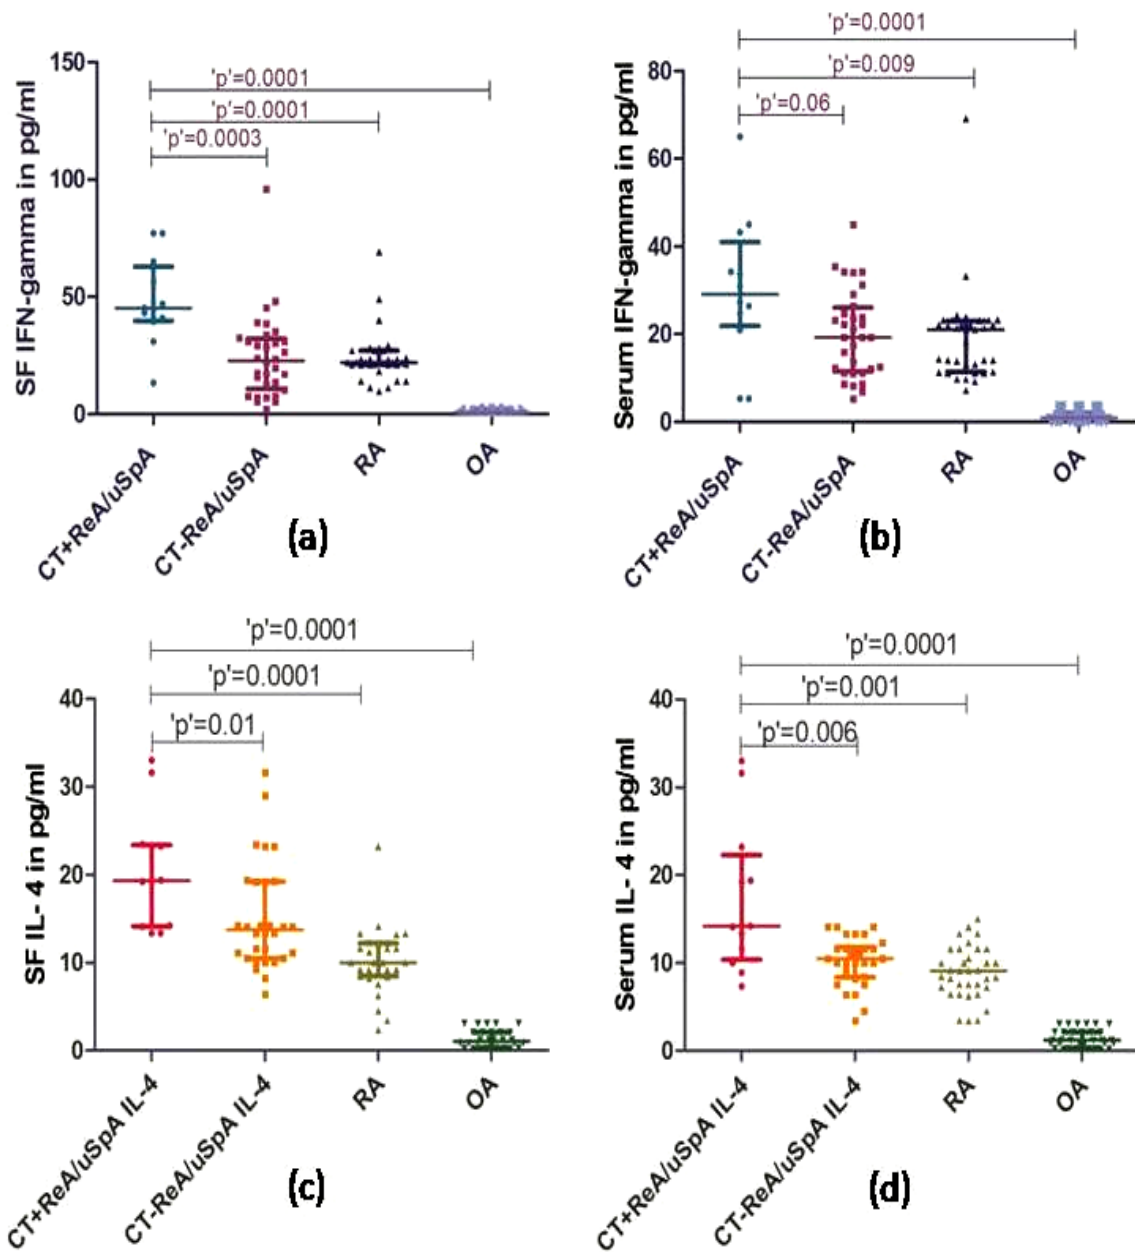 'p'=0.0001
'p'=0.0001
'p'=0.0003
150
100
50
0
SF IFN-gamma in pg/ml
CT+ReA/uSpA
CT-ReA/uSpA
RA
OA
(a)
'p'=0.0001
'p'=0.009
'p'=0.06
80
60
40
20
0
Serum IFN-gamma in pg/ml
CT+ReA/uSpA
CT-ReA/uSpA
RA
OA
(b)
'p'=0.0001
'p'=0.0001
'p'=0.01
40
30
20
10
0
SF IL- 4 in pg/ml
CT+ReA/uSpA IL-4
CT-ReA/uSpA IL-4
RA
OA
(c)
'p'=0.0001
'p'=0.001
'p'=0.006
40
30
20
10
0
Serum IL- 4 in pg/ml
CT+ReA/uSpA IL-4
CT-ReA/uSpA IL-4
RA
OA
(d)